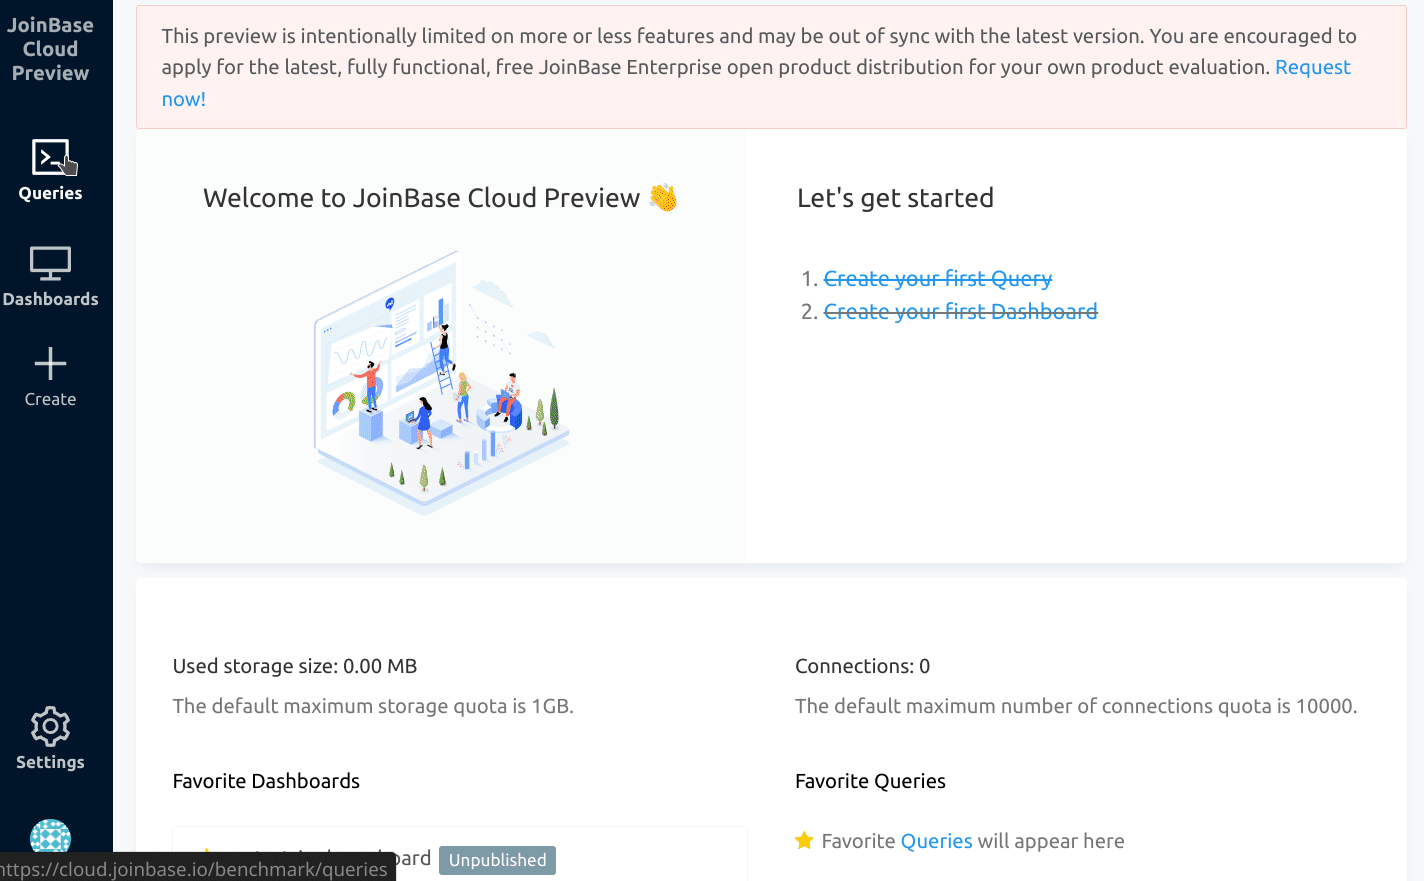 JoinBase
Cloud
Preview
Queries
Dashboards
Create
Settings
This preview is intentionally limited on more or less features and may be out of sync with the latest version. You are encouraged to
apply for the latest, fully functional, free JoinBase Enterprise open product distribution for your own product evaluation. Request
now!
Welcome to JoinBase Cloud Preview 👋
Let's get started
1. Create your first Query
2. Create your first Dashboard
Used storage size: 0.00 MB
The default maximum storage quota is 1GB.
Connections: 0
The default maximum number of connections quota is 10000.
Favorite Dashboards
Unpublished
Favorite Queries
Favorite Queries will appear here
https://cloud.joinbase.io/benchmark/queries